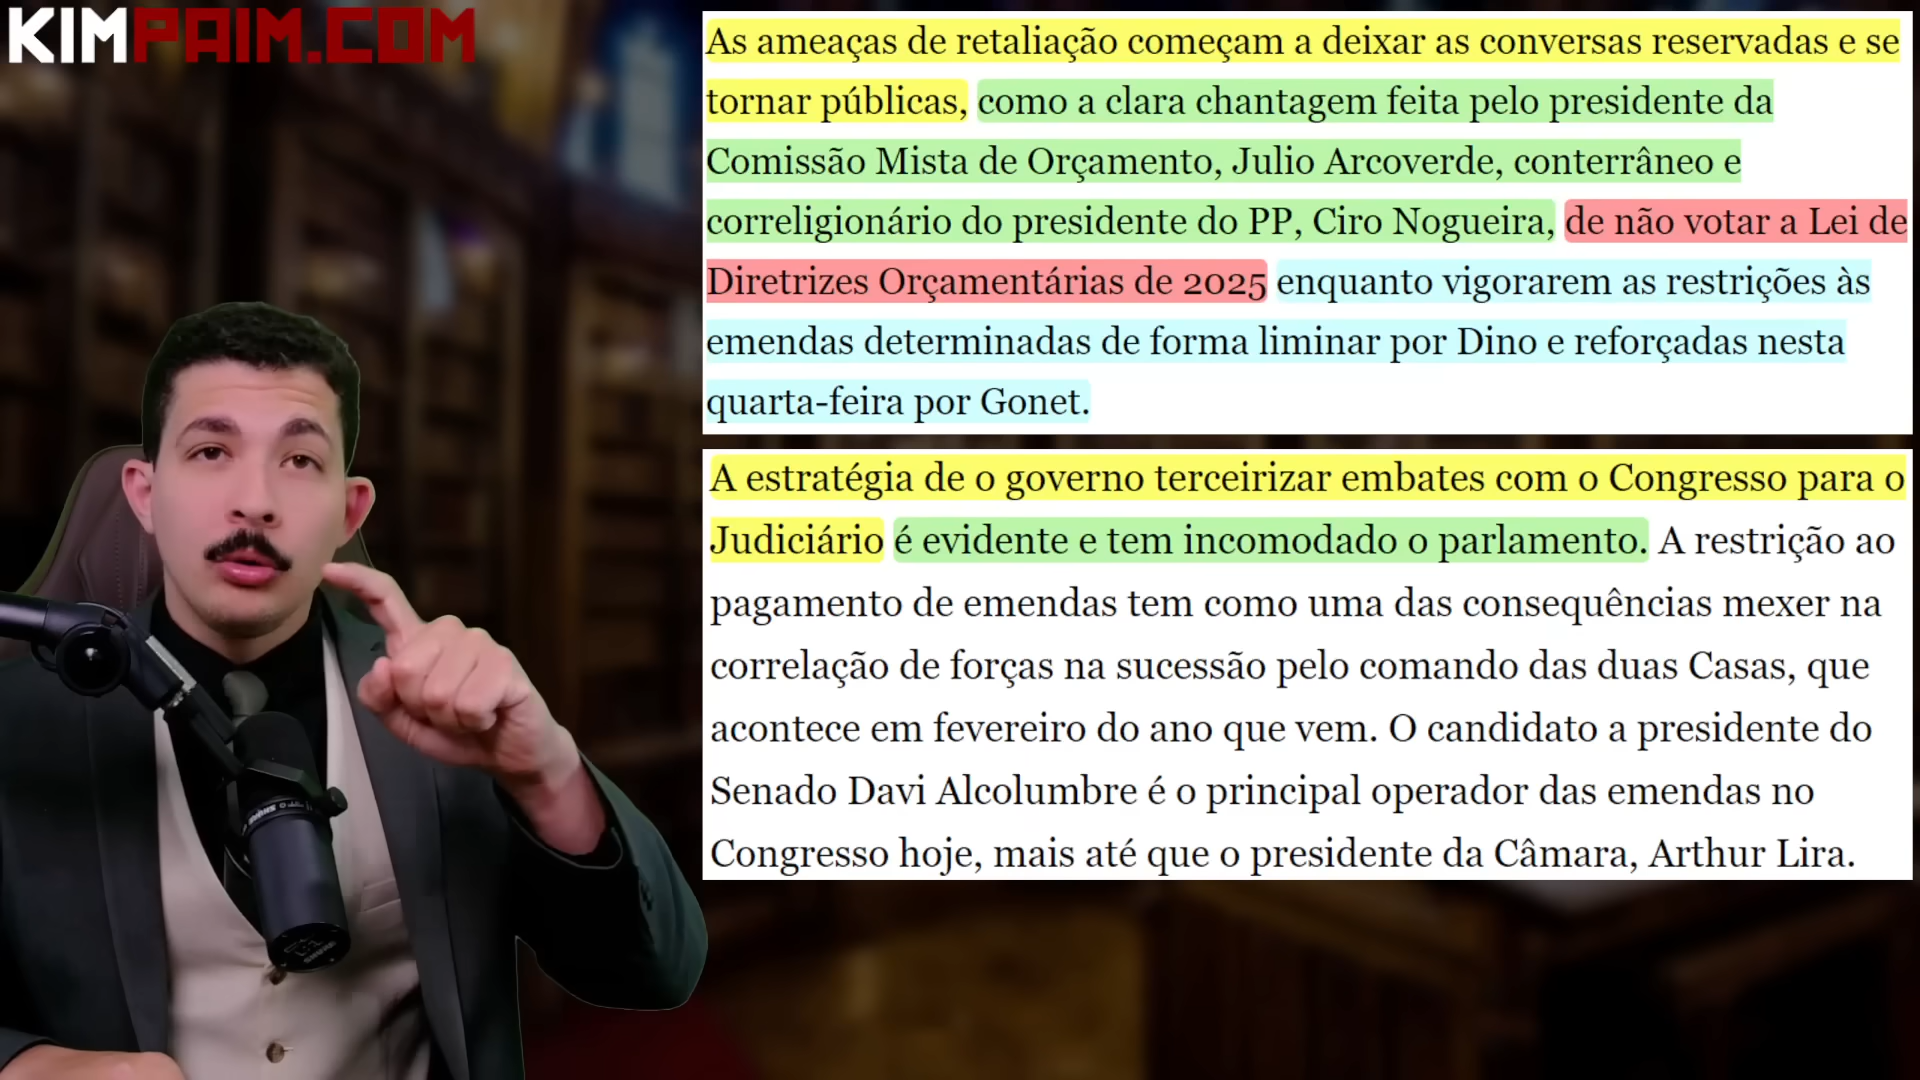 KIMPAIM.COM
As ameaças de retaliação começam a deixar as conversas reservadas e se
tornar públicas, como a clara chantagem feita pelo presidente da
Comissão Mista de Orçamento, Julio Arcoverde, conterrâneo e
correligionário do presidente do PP, Ciro Nogueira, de não votar a Lei de
Diretrizes Orçamentárias de 2025 enquanto vigorarem as restrições às
emendas determinadas de forma liminar por Dino e reforçadas nesta
quarta-feira por Gonet.
A estratégia de o governo terceirizar embates com o Congresso para o
Judiciário é evidente e tem incomodado o parlamento. A restrição ao
pagamento de emendas tem como uma das consequências mexer na
correlação de forças na sucessão pelo comando das duas Casas, que
acontece em fevereiro do ano que vem. O candidato a presidente do
Senado Davi Alcolumbre é o principal operador das emendas no
Congresso hoje, mais até que o presidente da Câmara, Arthur Lira.